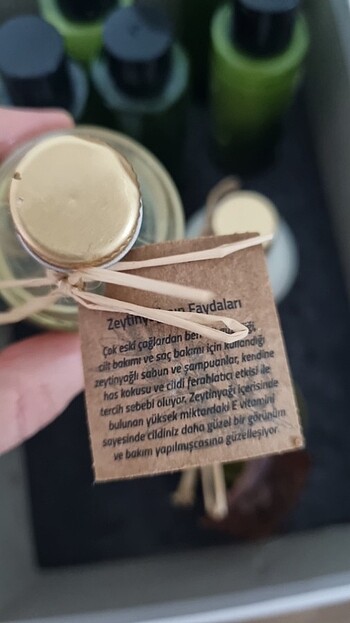 Faydaları
Çok eski çağlardan
cilt bakımı ve saç bakımı için kullandığı
zeytinyağlı sabun ve şampuanlar, kendine
has kokusu ve cildi ferahlatıcı etkisi ile
tercih sebebi oluyor. Zeytinyağı içerisinde
bulunan yüksek miktardaki E vitamini
sayesinde cildiniz daha güzel bir görünüm
ve bakım yapılmışcasına güzelleşiyor.